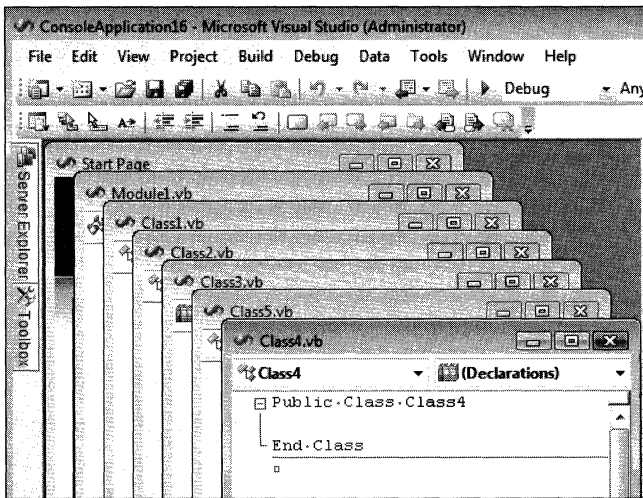 ConsoleApplication16 - Microsoft Visual Studio (Administrator)
File Edit View Project Build Debug Data Tools Window Help
Debug Any
Server Explorer
Toolbox
Start Page
Module1.vb
Class1.vb
Class2.vb
Class3.vb
Class5.vb
Class4.vb
Class4 (Declarations)
Public·Class·Class4
End·Class